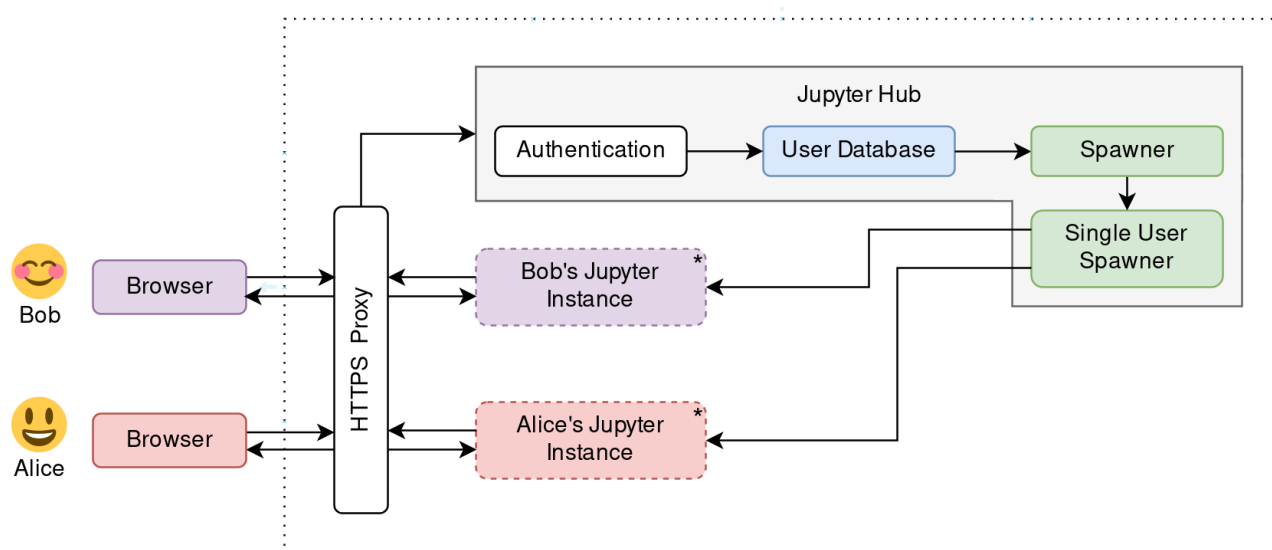 Jupyter Hub
Authentication
User Database
Spawner
Single User
Spawner
Bob
Browser
HTTPS Proxy
Bob's Jupyter
Instance
*
Alice
Browser
Alice's Jupyter
Instance
*